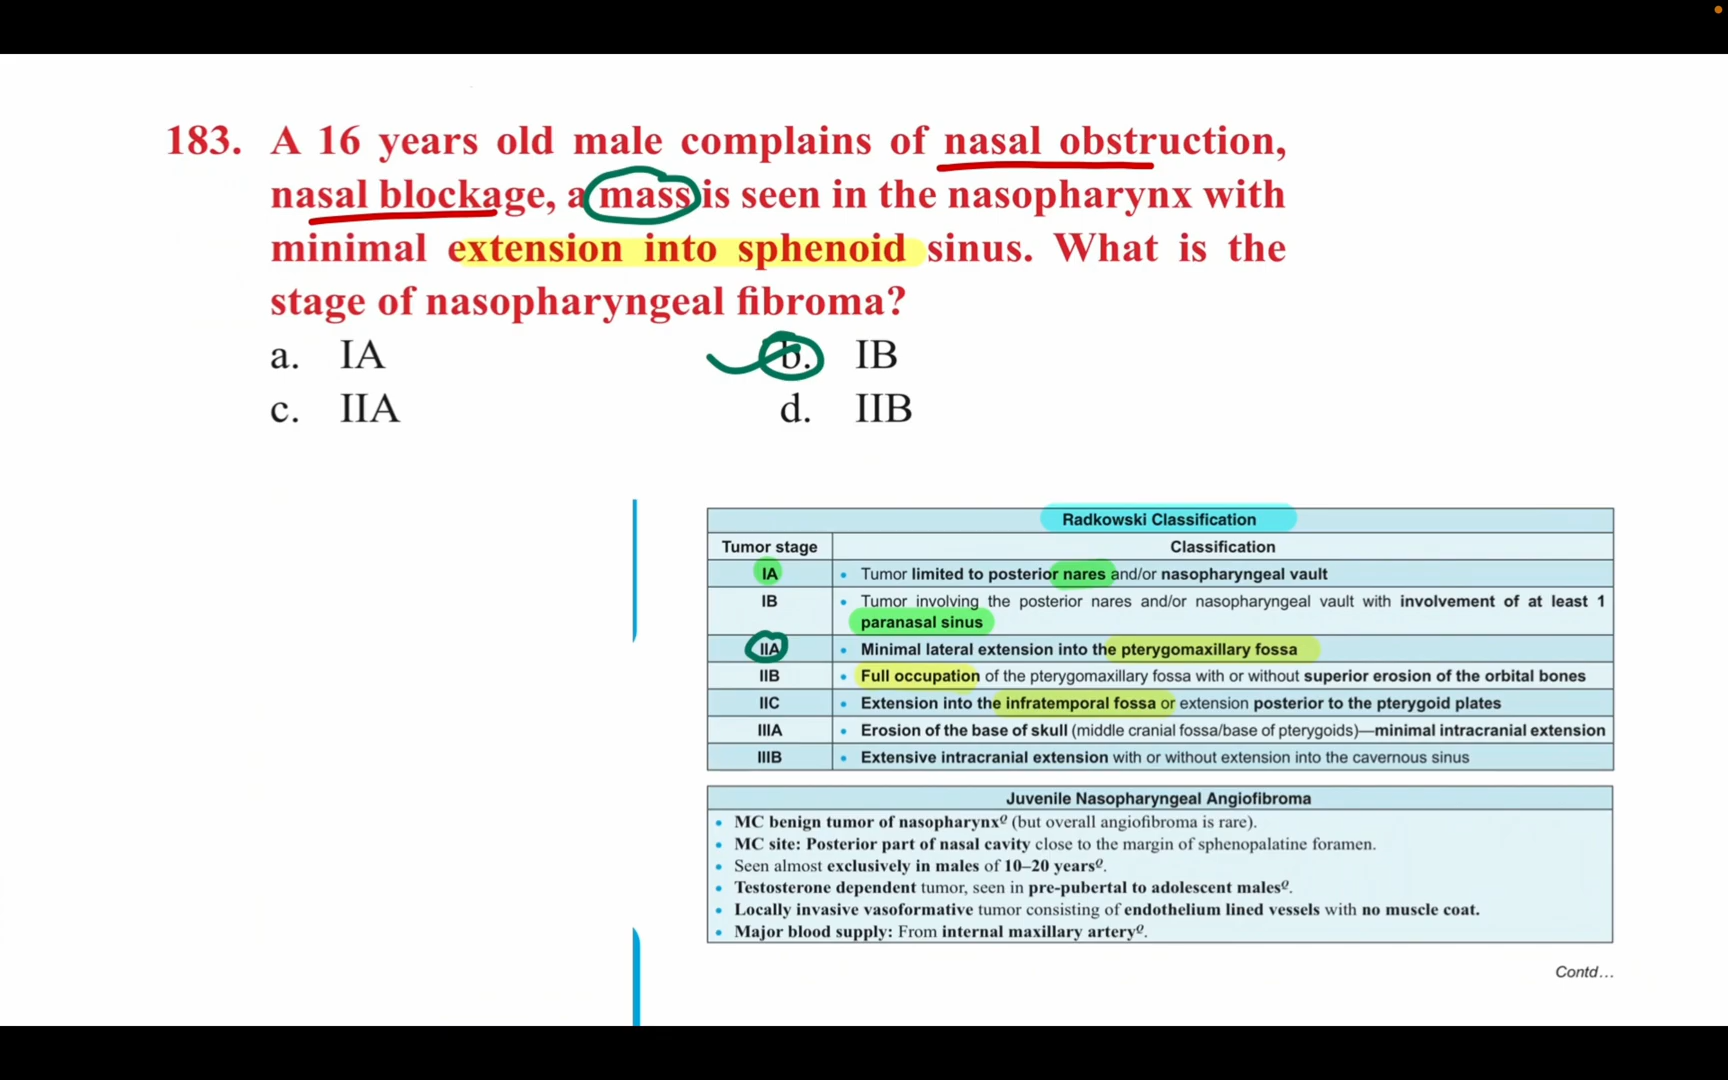 183. A 16 years old male complains of nasal obstruction,
nasal blockage, a mass is seen in the nasopharynx with
minimal extension into sphenoid sinus. What is the
stage of nasopharyngeal fibroma?
a. IA b. IB
c. IIA d. IIB
Radkowski Classification
Tumor stage Classification
IA • Tumor limited to posterior nares and/or nasopharyngeal vault
IB • Tumor involving the posterior nares and/or nasopharyngeal vault with involvement of at least 1
paranasal sinus
IIA • Minimal lateral extension into the pterygomaxillary fossa
IIB • Full occupation of the pterygomaxillary fossa with or without superior erosion of the orbital bones
IIC • Extension into the infratemporal fossa or extension posterior to the pterygoid plates
IIIA • Erosion of the base of skull (middle cranial fossa/base of pterygoids)—minimal intracranial extension
IIIB • Extensive intracranial extension with or without extension into the cavernous sinus
Juvenile Nasopharyngeal Angiofibroma
• MC benign tumor of nasopharynxQ (but overall angiofibroma is rare).
• MC site: Posterior part of nasal cavity close to the margin of sphenopalatine foramen.
• Seen almost exclusively in males of 10–20 yearsQ.
• Testosterone dependent tumor, seen in pre-pubertal to adolescent malesQ.
• Locally invasive vasoformative tumor consisting of endothelium lined vessels with no muscle coat.
• Major blood supply: From internal maxillary arteryQ.
Contd...